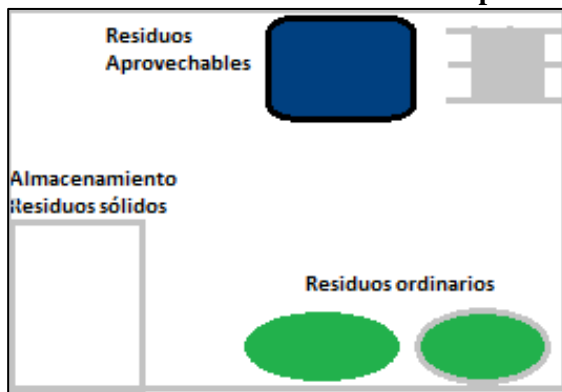 Residuos
Aprovechables
Almacenamiento
Residuos sólidos
Residuos ordinarios